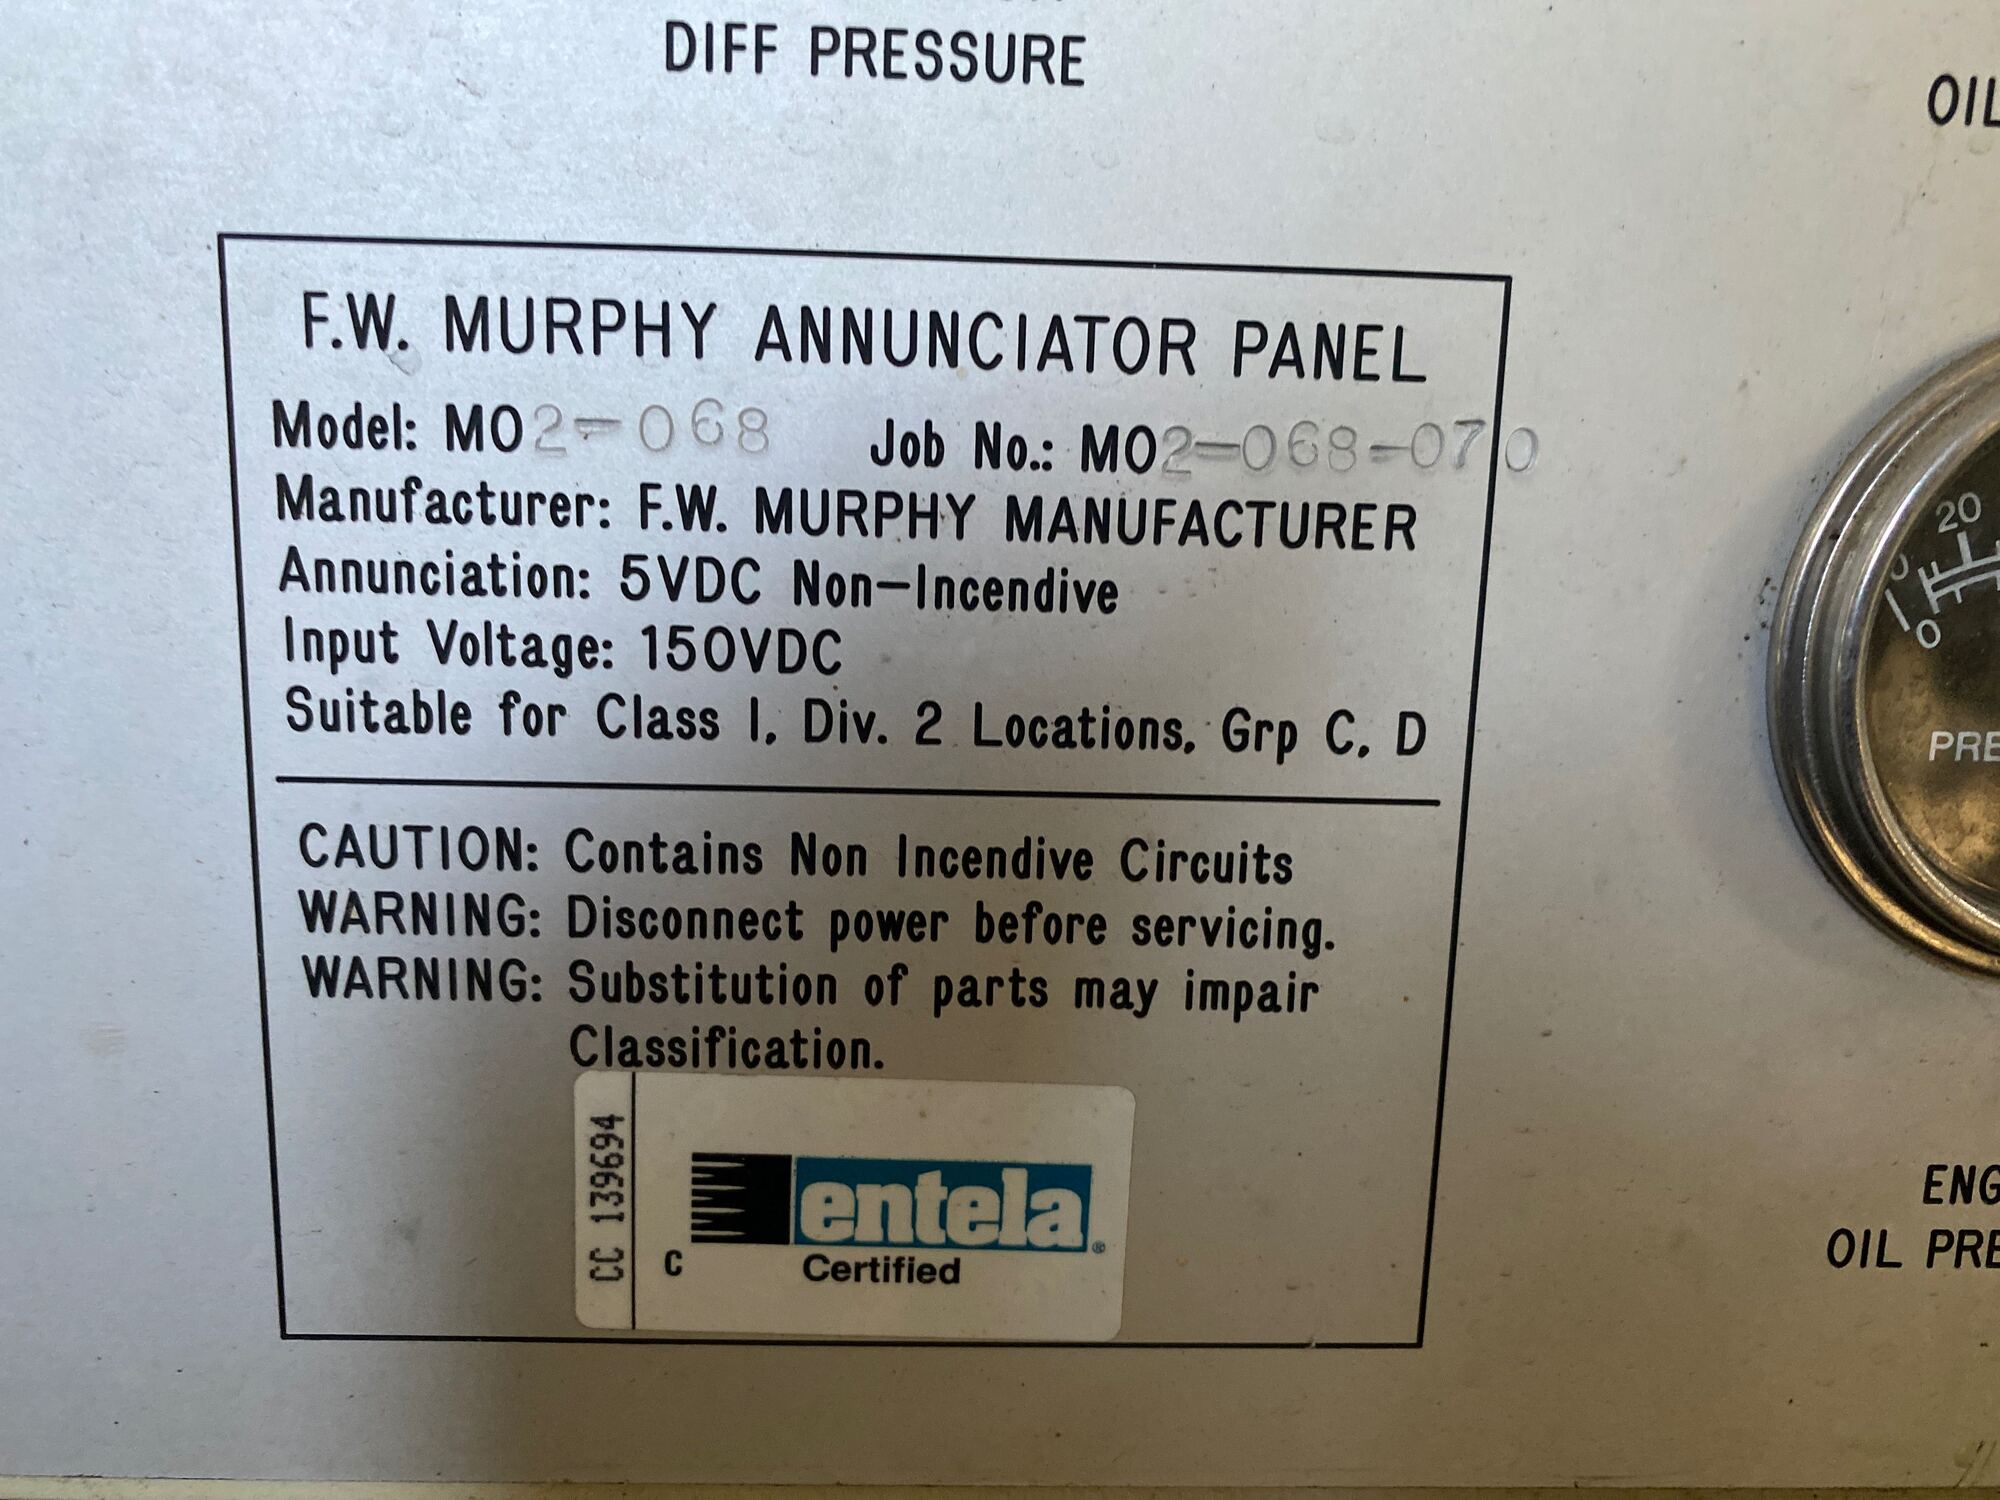 DIFF PRESSURE
OIL
F.W. MURPHY ANNUNCIATOR PANEL
Model: MO2-068 Job No.: MO2-068-070
Manufacturer: F.W. MURPHY MANUFACTURER
Annunciation: 5VDC Non-Incendive
Input Voltage: 150VDC
Suitable for Class I, Div. 2 Locations, Grp C, D
CAUTION: Contains Non Incendive Circuits
WARNING: Disconnect power before servicing.
WARNING: Substitution of parts may impair
Classification.
CC 139694
C entela ®
Certified
20
0
PRE
ENG
OIL PRE